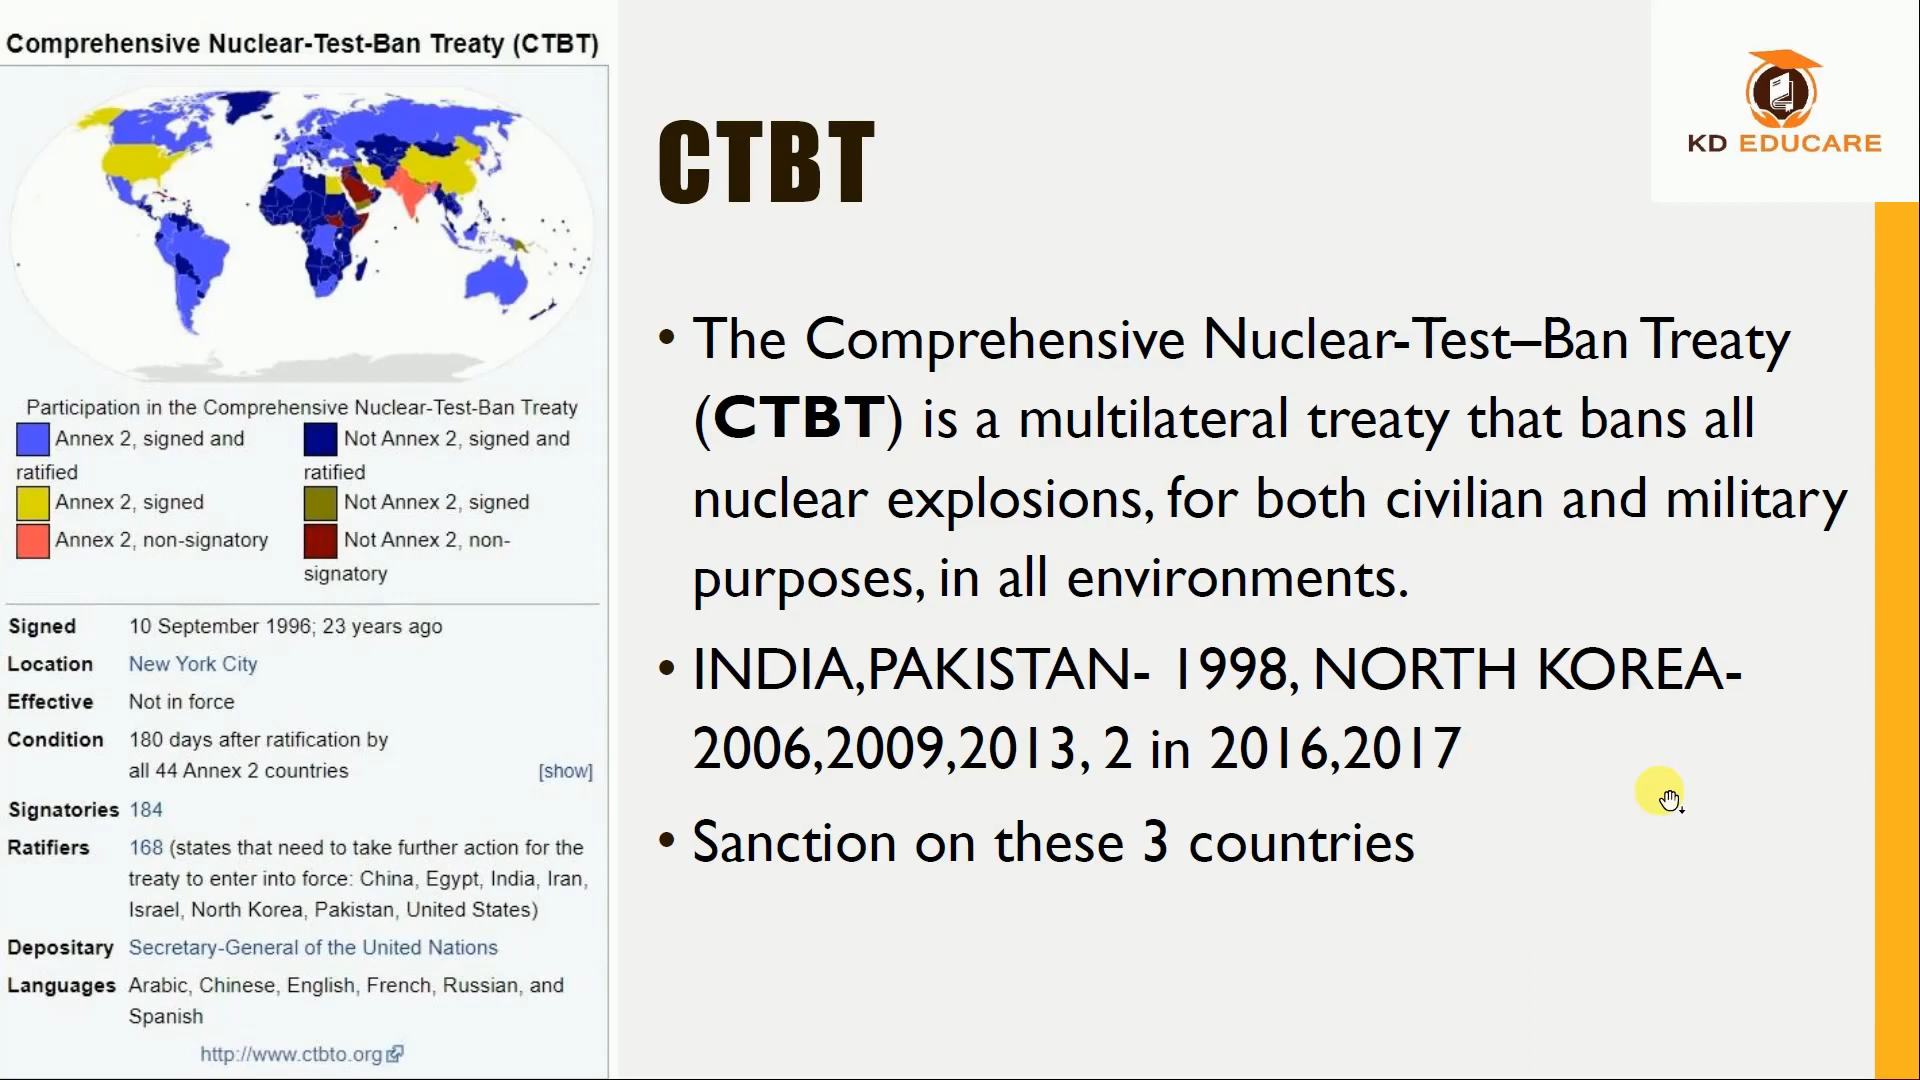 Comprehensive Nuclear-Test-Ban Treaty (CTBT)
Participation in the Comprehensive Nuclear-Test-Ban Treaty
Annex 2, signed and ratified
Not Annex 2, signed and ratified
Annex 2, signed
Not Annex 2, signed
Annex 2, non-signatory
Not Annex 2, non-
signatory
Signed 10 September 1996; 23 years ago
Location New York City
Effective Not in force
Condition 180 days after ratification by
all 44 Annex 2 countries [show]
Signatories 184
Ratifiers 168 (states that need to take further action for the
treaty to enter into force: China, Egypt, India, Iran,
Israel, North Korea, Pakistan, United States)
Depositary Secretary-General of the United Nations
Languages Arabic, Chinese, English, French, Russian, and
Spanish
http://www.ctbto.org
KD EDUCARE
CTBT
• The Comprehensive Nuclear-Test–Ban Treaty
(CTBT) is a multilateral treaty that bans all
nuclear explosions, for both civilian and military
purposes, in all environments.
• INDIA,PAKISTAN- 1998, NORTH KOREA-
2006,2009,2013, 2 in 2016,2017
• Sanction on these 3 countries